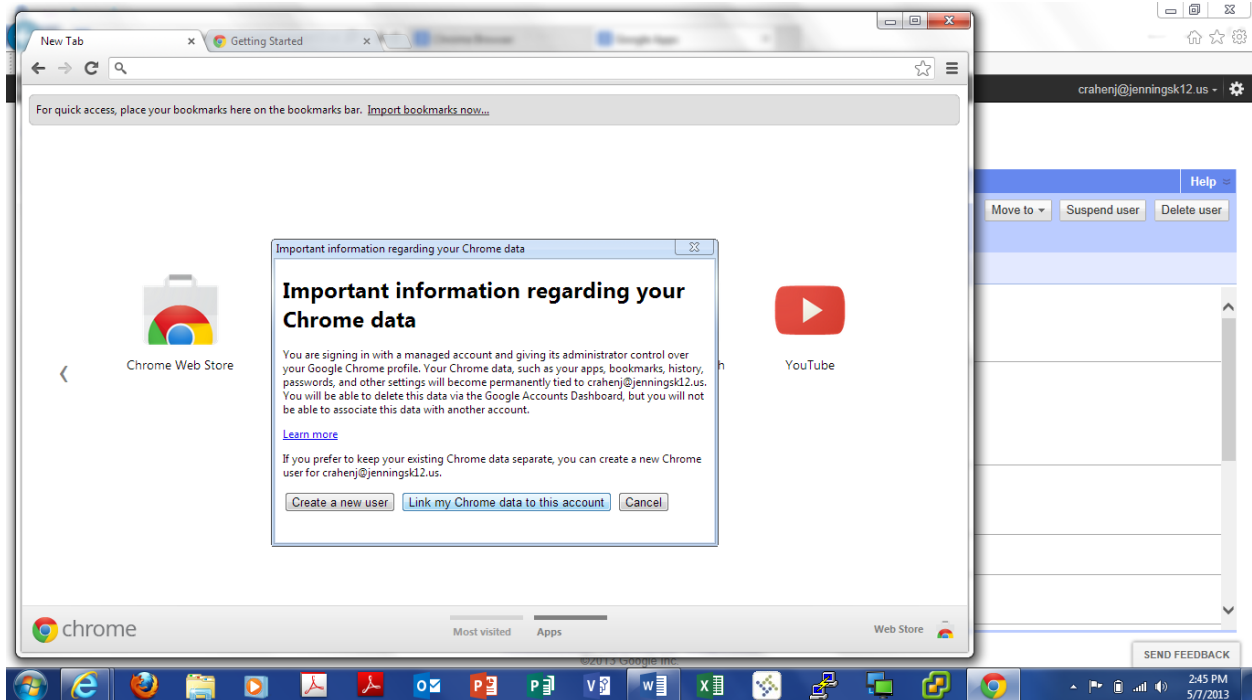 New Tab
Getting Started
Chrome Browser
Google Apps
For quick access, place your bookmarks here on the bookmarks bar. Import bookmarks now...
crahenj@jenningsk12.us
Help
Move to
Suspend user
Delete user
Important information regarding your Chrome data
Important information regarding your
Chrome data
You are signing in with a managed account and giving its administrator control over
your Google Chrome profile. Your Chrome data, such as your apps, bookmarks, history,
passwords, and other settings will become permanently tied to crahenj@jenningsk12.us.
You will be able to delete this data via the Google Accounts Dashboard, but you will not
be able to associate this data with another account.
Learn more
If you prefer to keep your existing Chrome data separate, you can create a new Chrome
user for crahenj@jenningsk12.us.
Create a new user
Link my Chrome data to this account
Cancel
Chrome Web Store
h
YouTube
chrome
Most visited
Apps
Web Store
©2013 Google Inc.
SEND FEEDBACK
2:45 PM
5/7/2013